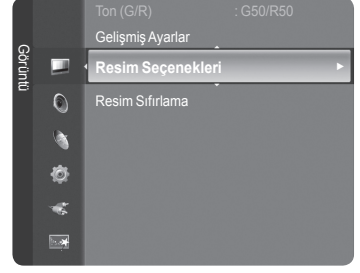 Görüntü
Ton (G/R) : G50/R50
Gelişmiş Ayarlar
Resim Seçenekleri
Resim Sıfırlama